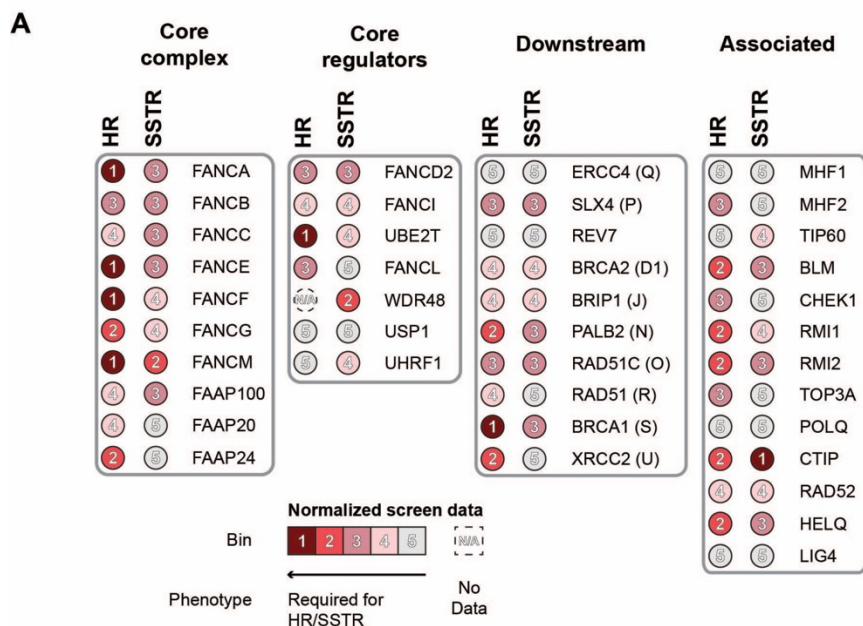 A
Core complex
HR SSTR
1 3 FANCA
3 3 FANCB
4 3 FANCC
1 3 FANCE
1 4 FANCF
2 4 FANCG
1 2 FANCM
4 3 FAAP100
4 5 FAAP20
2 5 FAAP24
Core regulators
HR SSTR
3 3 FANCD2
4 4 FANCI
1 4 UBE2T
3 5 FANCL
N/A 2 WDR48
5 5 USP1
5 4 UHRF1
Downstream
HR SSTR
5 5 ERCC4 (Q)
3 3 SLX4 (P)
5 5 REV7
4 4 BRCA2 (D1)
4 4 BRIP1 (J)
2 3 PALB2 (N)
3 3 RAD51C (O)
4 5 RAD51 (R)
1 3 BRCA1 (S)
2 5 XRCC2 (U)
Associated
HR SSTR
5 5 MHF1
3 5 MHF2
5 4 TIP60
2 3 BLM
3 5 CHEK1
2 4 RMI1
2 3 RMI2
3 5 TOP3A
5 5 POLQ
2 1 CTIP
4 4 RAD52
2 3 HELQ
5 5 LIG4
Normalized screen data
Bin 1 2 3 4 5 N/A
Phenotype Required for HR/SSTR
No Data